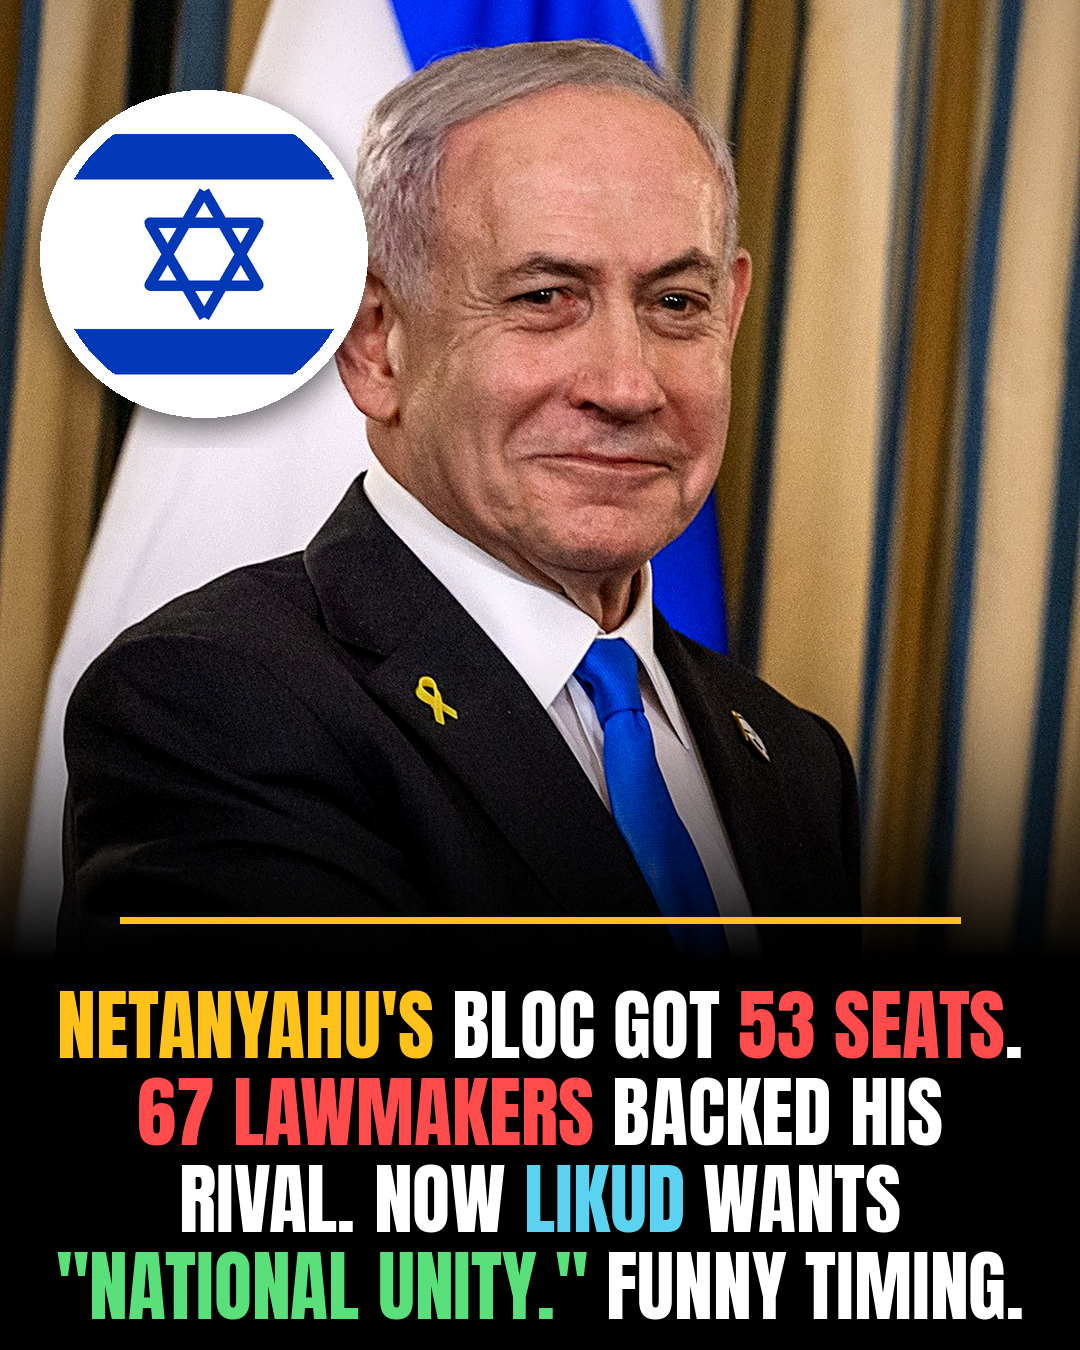 NETANYAHU'S BLOC GOT 53 SEATS.
67 LAWMAKERS BACKED HIS
RIVAL. NOW LIKUD WANTS
"NATIONAL UNITY." FUNNY TIMING.